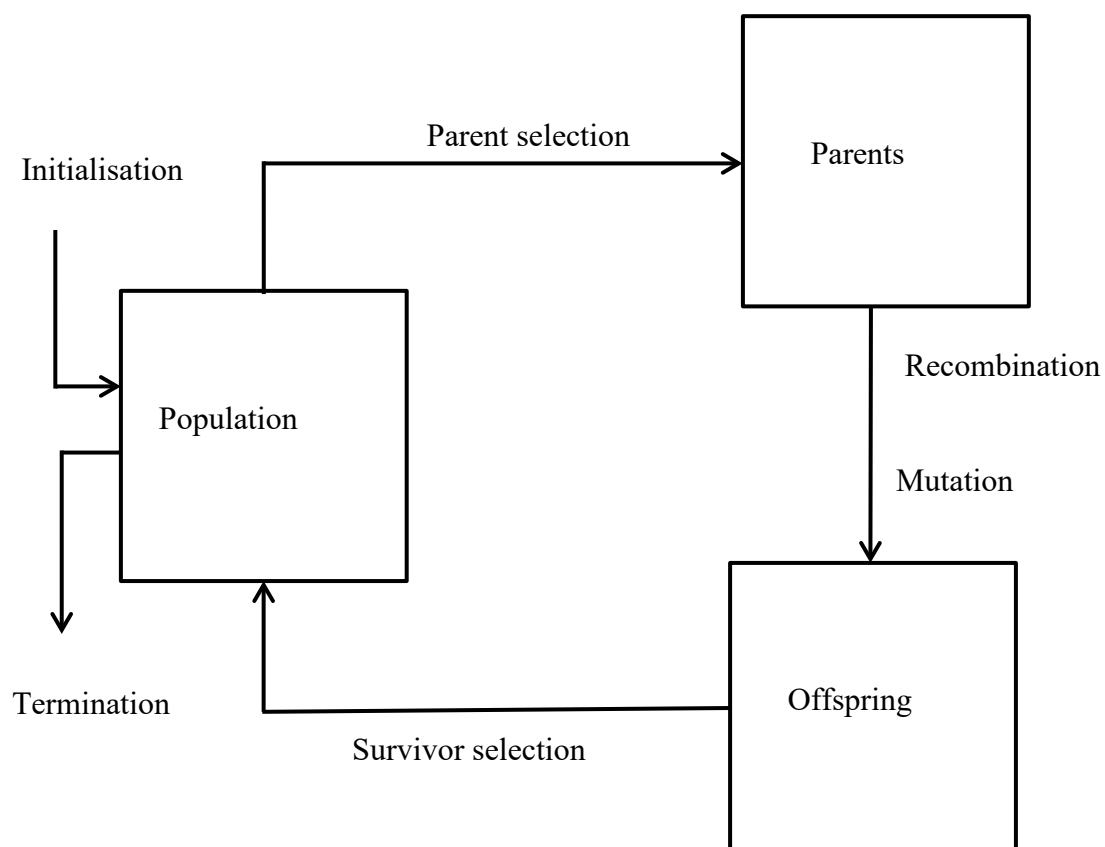 Parent selection
Parents
Initialisation
Recombination
Population
Mutation
Termination
Offspring
Survivor selection